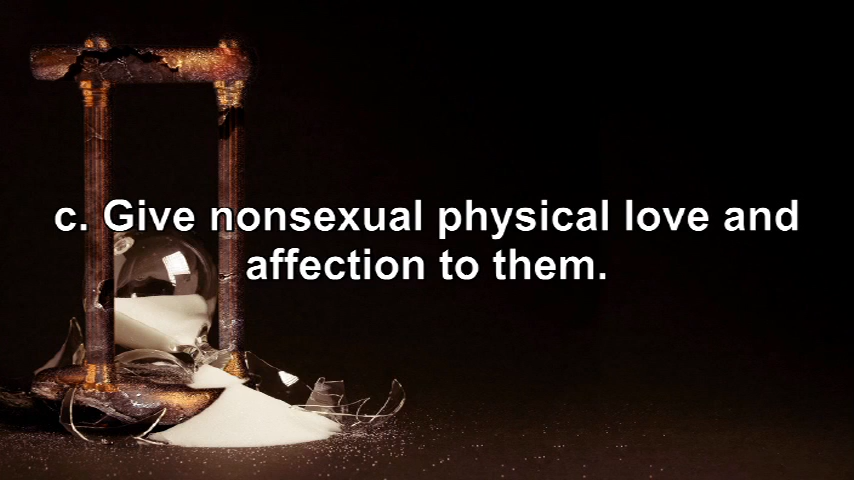 c. Give nonsexual physical love and
affection to them.